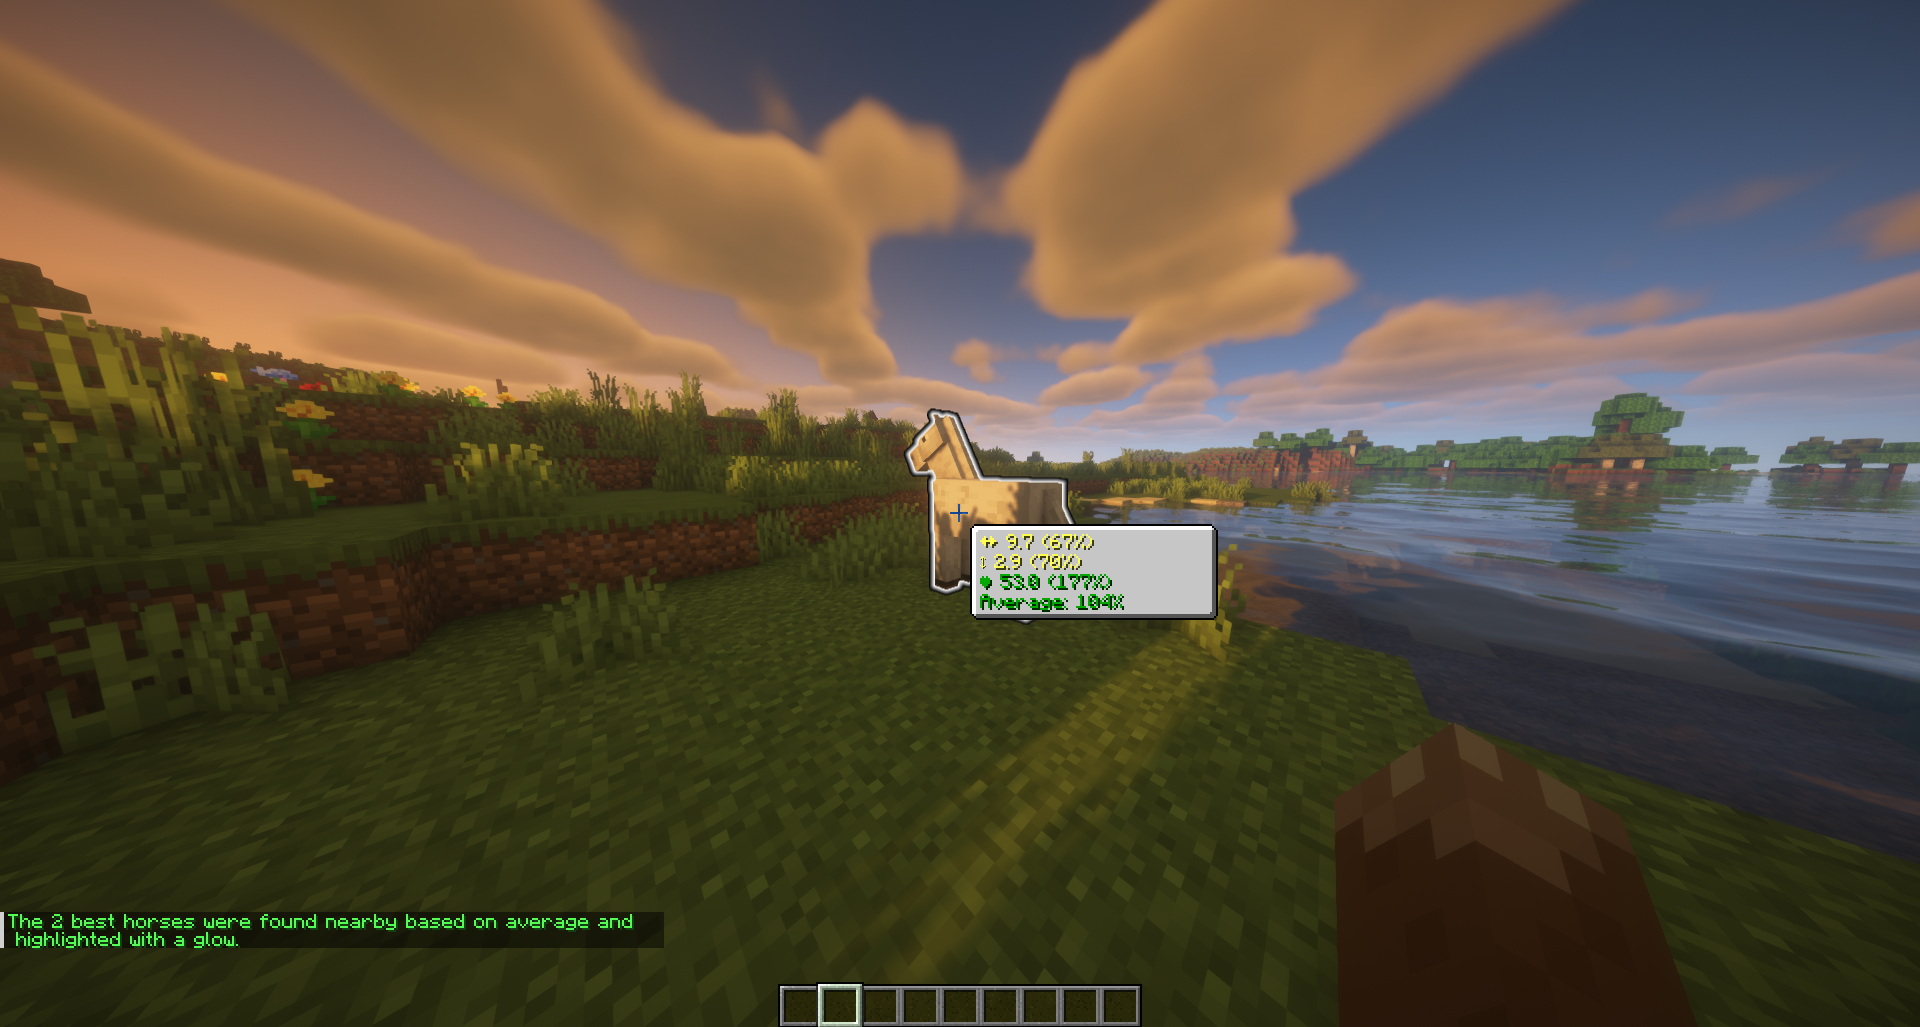 ↔ 9.7 (67%)
↕ 2.9 (70%)
♥ 53.0 (177%)
Average: 104%
The 2 best horses were found nearby based on average and
highlighted with a glow.